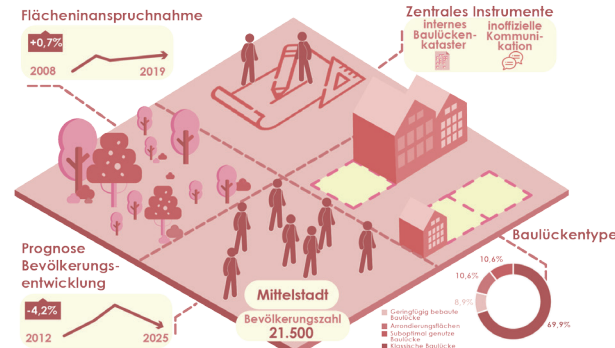 Flächeninanspruchnahme
+0,7%
2008
2019
Zentrales Instrumente
internes
Baulücken-
kataster
inoffizielle
Kommuni-
kation
Prognose
Bevölkerungs-
entwicklung
-4,2%
2012
2025
Mittelstadt
Bevölkerungszahl
21.500
Baulückentype
10,6%
10,6%
8,9%
69,9%
Geringfügig bebaute
Baulücke
Arrondierungsflächen
Suboptimal genutze
Baulücke
Klassische Baulücke